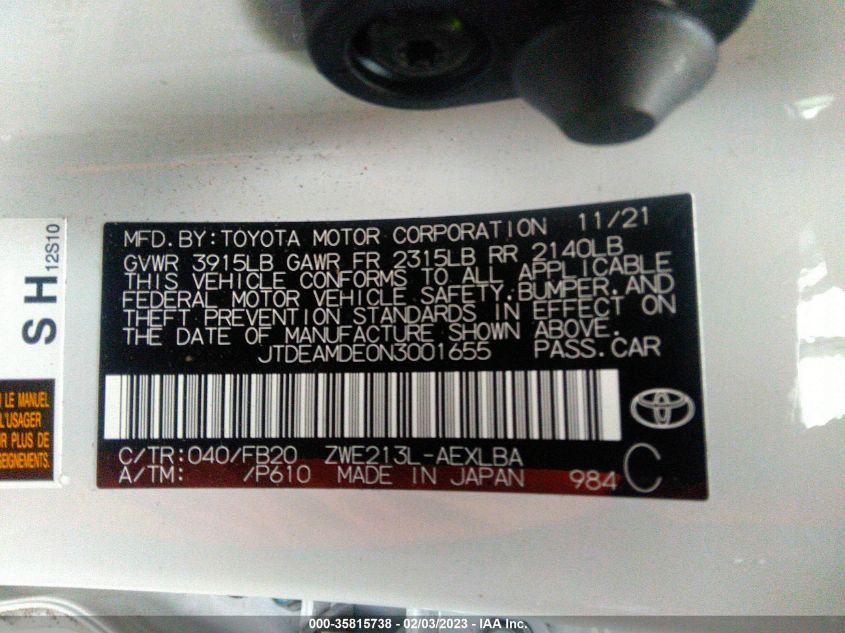 MFD. BY: TOYOTA MOTOR CORPORATION 11/21
GVWR 3915LB GAWR FR 2315LB RR 2140LB
THIS VEHICLE CONFORMS TO ALL APPLICABLE
FEDERAL MOTOR VEHICLE SAFETY, BUMPER, AND
THEFT PREVENTION STANDARDS IN EFFECT ON
THE DATE OF MANUFACTURE SHOWN ABOVE.
JTDEAMDE0N3001655 PASS. CAR
C/TR: 040/FB20 ZWE213L-AEXLBA
A/TM: /P610 MADE IN JAPAN 984 C
SH 12S10
LE MANUEL
L'USAGER
R PLUS DE
SEIGNEMENTS.
000-35815738 - 02/03/2023 - IAA Inc.